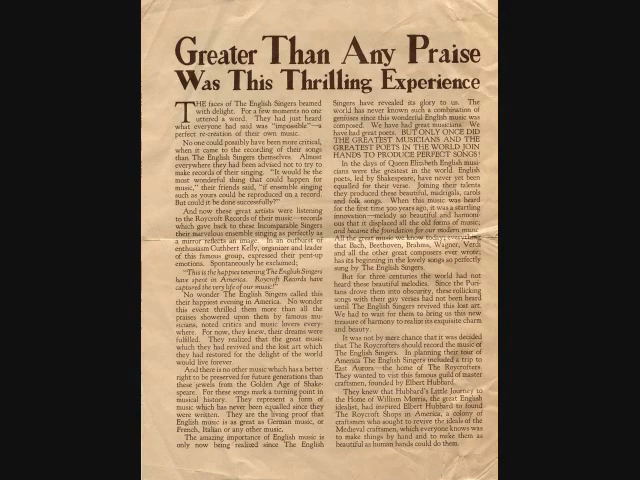 Greater Than Any Praise
Was This Thrilling Experience
THE faces of The English Singers beamed
with delight. For a few moments no one
uttered a word. They had just heard
what everyone had said was "impossible"—a
perfect re-creation of their own music.
No one could possibly have been more critical,
when it came to the recording of their songs
than The English Singers themselves. Almost
everywhere they had been advised not to try to
make records of their singing. "It would be the
most wonderful thing that could happen for
music," their friends said, "if ensemble singing
such as yours could be reproduced on a record.
But could it be done successfully?"
And now these great artists were listening
to the Roycroft Records of their music—records
which gave back to these Incomparable Singers
their marvelous ensemble singing as perfectly as
a mirror reflects an image. In an outburst of
enthusiasm Cuthbert Kelly, organizer and leader
of this famous group, expressed their pent-up
emotions. Spontaneously he exclaimed;
"This is the happiest evening The English Singers
have spent in America. Roycroft Records have
captured the very life of our music!"
No wonder The English Singers called this
their happiest evening in America. No wonder
this event thrilled them more than all the
praises showered upon them by famous mu-
sicians, noted critics and music lovers every-
where. For now, they knew, their dreams were
fulfilled. They realized that the great music
which they had revived and the lost art which
they had restored for the delight of the world
would live forever.
And there is no other music which has a better
right to be preserved for future generations than
these jewels from the Golden Age of Shake-
speare. For these songs mark a turning point in
musical history. They represent a form of
music which has never been equalled since they
were written. They are the living proof that
English music is as great as German music, or
French, Italian or any other music.
The amazing importance of English music is
only now being realized since The English
Singers have revealed its glory to us. The
world has never known such a combination of
geniuses since this wonderful English music was
composed. We have had great musicians. We
have had great poets. BUT ONLY ONCE DID
THE GREATEST MUSICIANS AND THE
GREATEST POETS IN THE WORLD JOIN
HANDS TO PRODUCE PERFECT SONGS!
In the days of Queen Elizabeth English musi-
cians were the greatest in the world. English
poets, led by Shakespeare, have never yet been
equalled for their verse. Joining their talents
they produced these beautiful, madrigals, carols
and folk songs. When this music was heard
for the first time 300 years ago, it was a startling
innovation—melody so beautiful and harmoni-
ous that it displaced all the old forms of music;
and became the foundation for our modern music.
All the great music we know today, everything
that Bach, Beethoven, Brahms, Wagner, Verdi
and all the other great composers ever wrote,
has its beginning in the lovely songs so perfectly
sung by The English Singers.
But for three centuries the world had not
heard these beautiful melodies. Since the Puri-
tans drove them into obscurity, these rollicking
songs with their gay verses had not been heard
until The English Singers revived this lost art.
We had to wait for them to bring us this new
treasure of harmony to realize its exquisite charm
and beauty.
It was not by mere chance that it was decided
that The Roycrofters should record the music of
The English Singers. In planning their tour of
America The English Singers included a trip to
East Aurora—the home of The Roycrofters.
They wanted to visit this famous guild of master
craftsmen, founded by Elbert Hubbard.
They knew that Hubbard's Little Journey to
the Home of William Morris, the great English
idealist, had inspired Elbert Hubbard to found
The Roycroft Shops in America, a colony of
craftsmen who sought to revive the ideals of the
Medieval craftsmen, which everyone knows was
to make things by hand and to make them as
beautiful as human hands could do them.